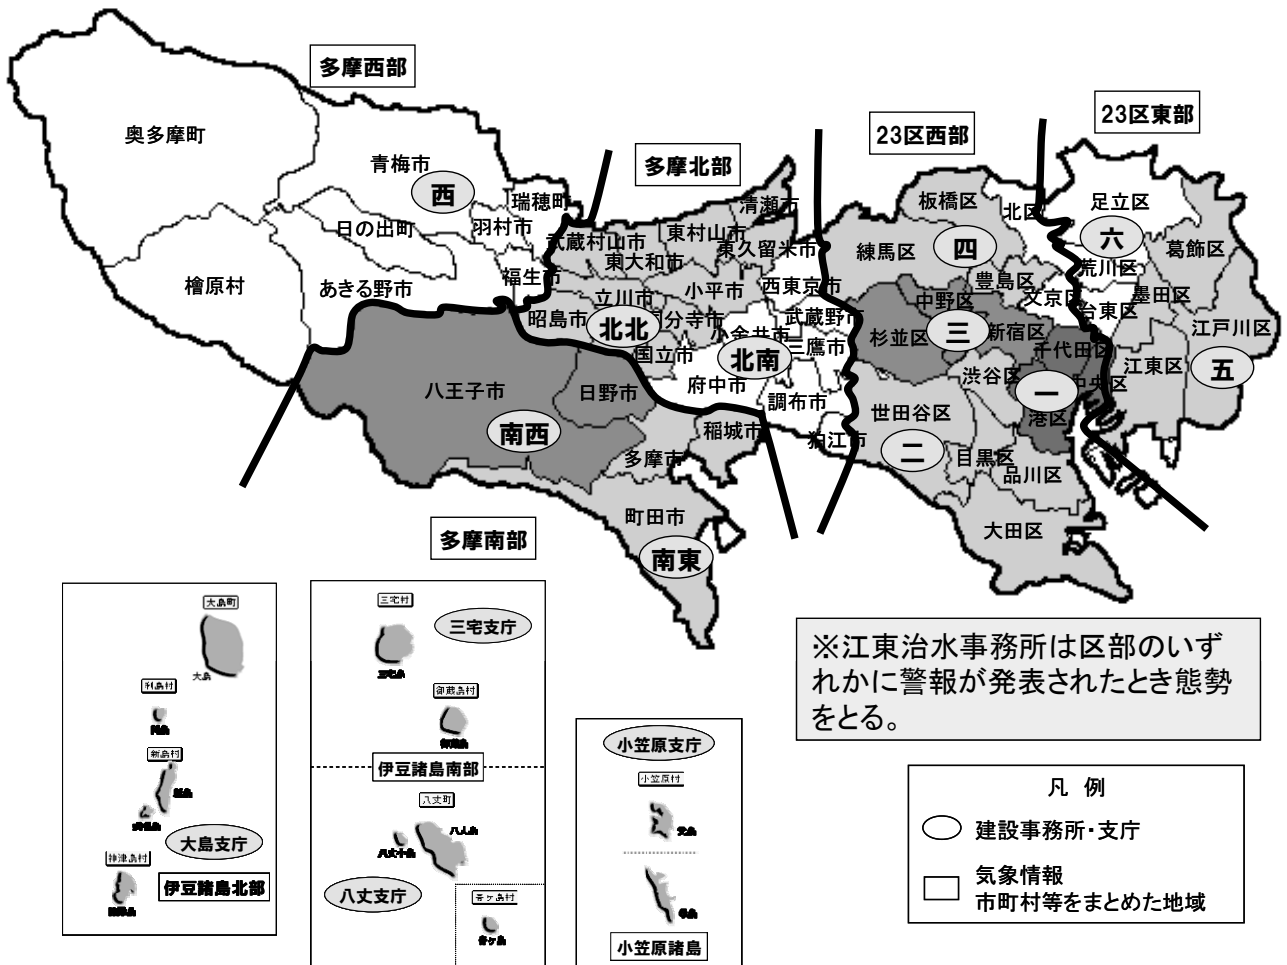 多摩西部
23区東部
23区西部
多摩北部
奥多摩町
青梅市
西
瑞穂町
羽村市
日の出町
檜原村
あきる野市
福生市
清瀬市
東村山市
武蔵村山市
東久留米市
東大和市
西東京市
小平市
立川市
昭島市
北北
国分寺市
小金井市
武蔵野市
三鷹市
国立市
北南
府中市
調布市
狛江市
八王子市
日野市
南西
稲城市
多摩市
町田市
南東
多摩南部
板橋区
北区
足立区
六
練馬区
四
葛飾区
荒川区
豊島区
文京区
墨田区
台東区
中野区
杉並区
三
新宿区
千代田区
江戸川区
江東区
五
渋谷区
一
中央区
港区
世田谷区
二
目黒区
品川区
大田区
大島町
大島
利島村
新島村
大島支庁
神津島村
伊豆諸島北部
三宅村
三宅支庁
三宅島
御蔵島村
御蔵島
伊豆諸島南部
八丈町
八丈支庁
青ヶ島村
青ヶ島
小笠原支庁
小笠原村
小笠原諸島
※江東治水事務所は区部のいず
れかに警報が発表されたとき態勢
をとる。
凡 例
建設事務所・支庁
気象情報
市町村等をまとめた地域